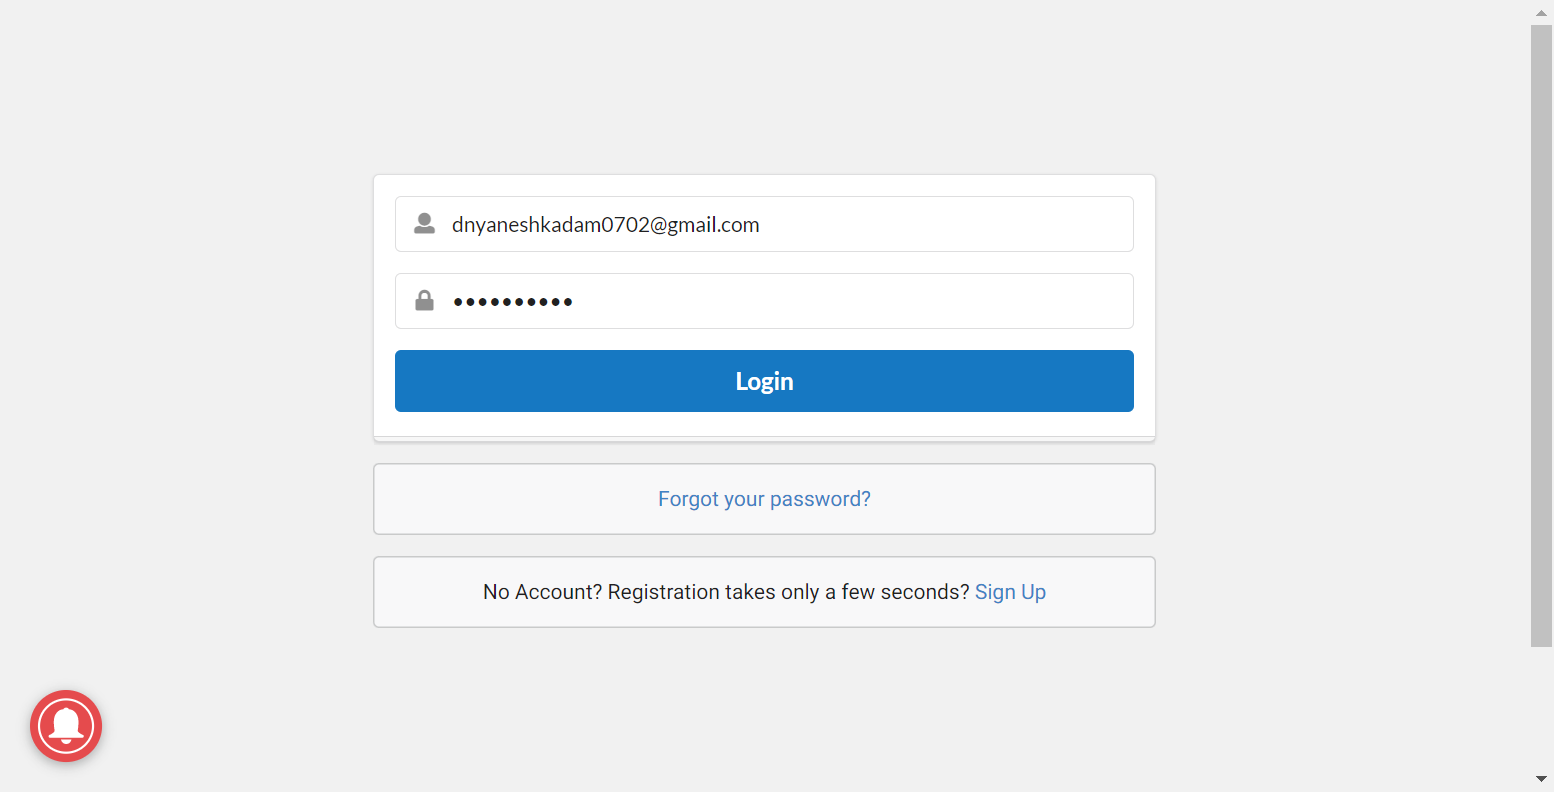 dnyaneshkadam0702@gmail.com
••••••••••
Login
Forgot your password?
No Account? Registration takes only a few seconds? Sign Up